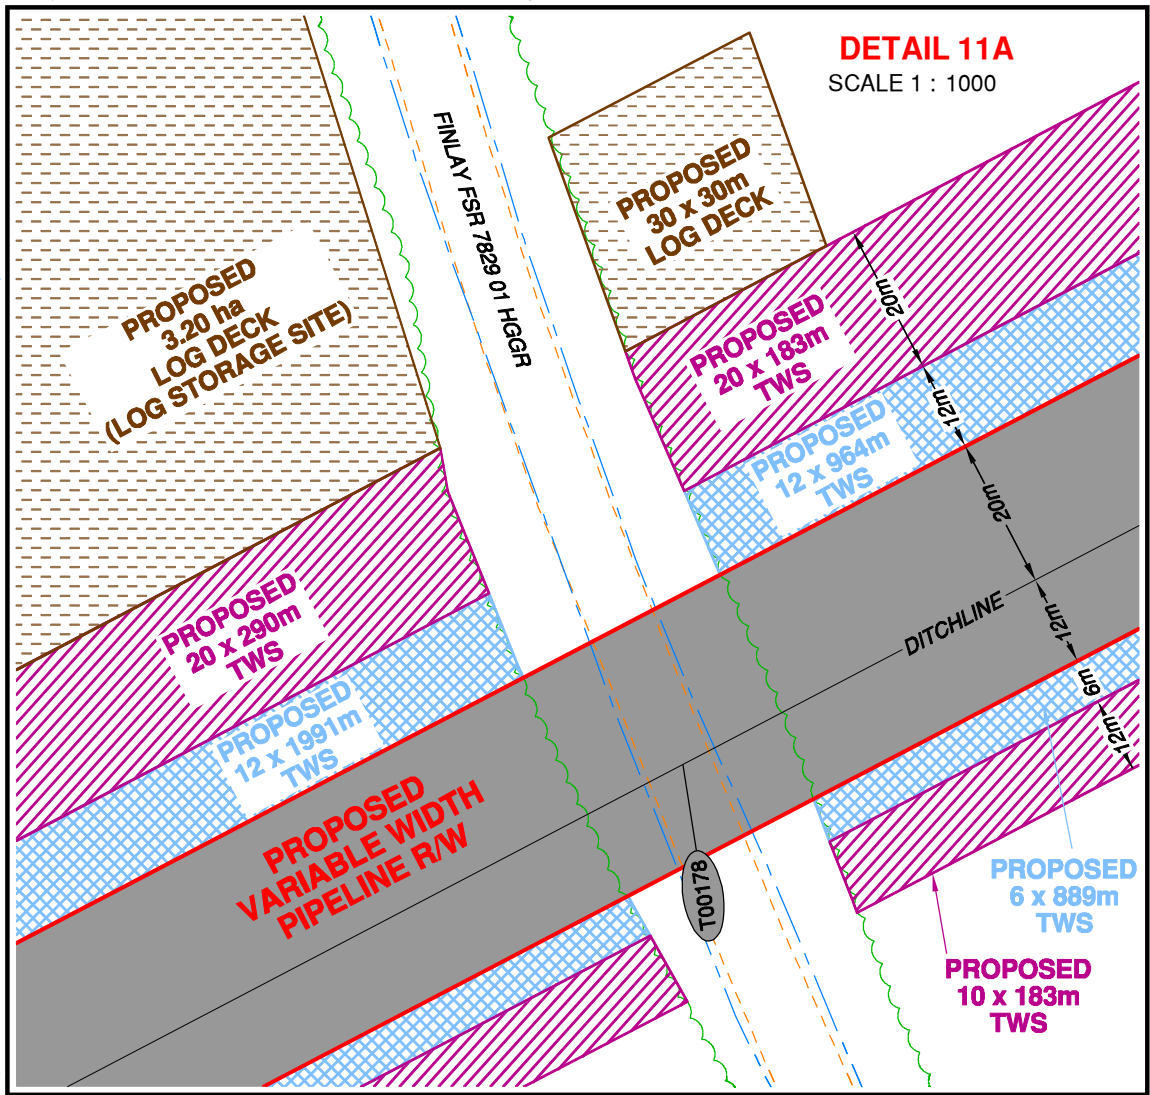 DETAIL 11A
SCALE 1 : 1000
FINLAY FSR 7829 01 HGGR
PROPOSED
30 x 30m
LOG DECK
PROPOSED
3.20 ha
LOG DECK
(LOG STORAGE SITE)
PROPOSED
20 x 183m
TWS
20m
12m
PROPOSED
12 x 964m
TWS
20m
DITCHLINE
12m
6m
12m
PROPOSED
20 x 290m
TWS
PROPOSED
12 x 1991m
TWS
PROPOSED
VARIABLE WIDTH
PIPELINE R/W
T00178
PROPOSED
6 x 889m
TWS
PROPOSED
10 x 183m
TWS